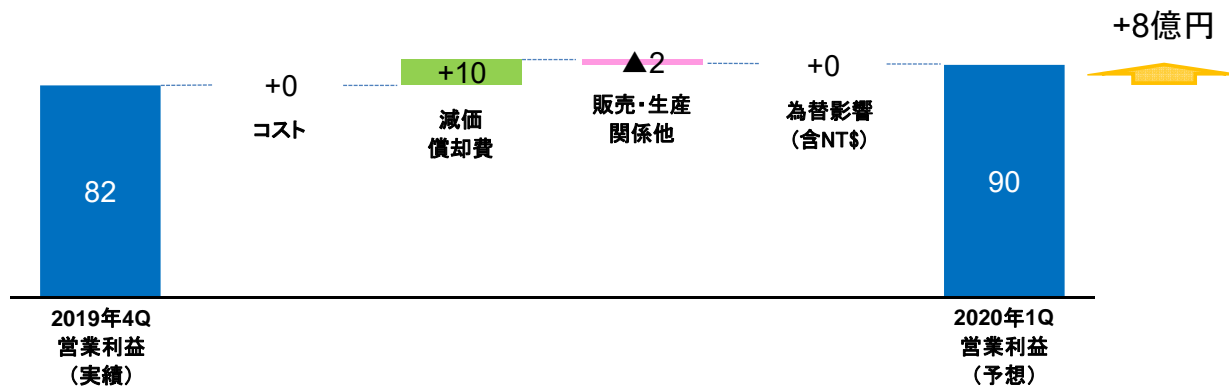 +8億円
+0
コスト
+10
減価
償却費
▲2
販売・生産
関係他
+0
為替影響
(含NT$)
82
90
2019年4Q
営業利益
(実績)
2020年1Q
営業利益
(予想)